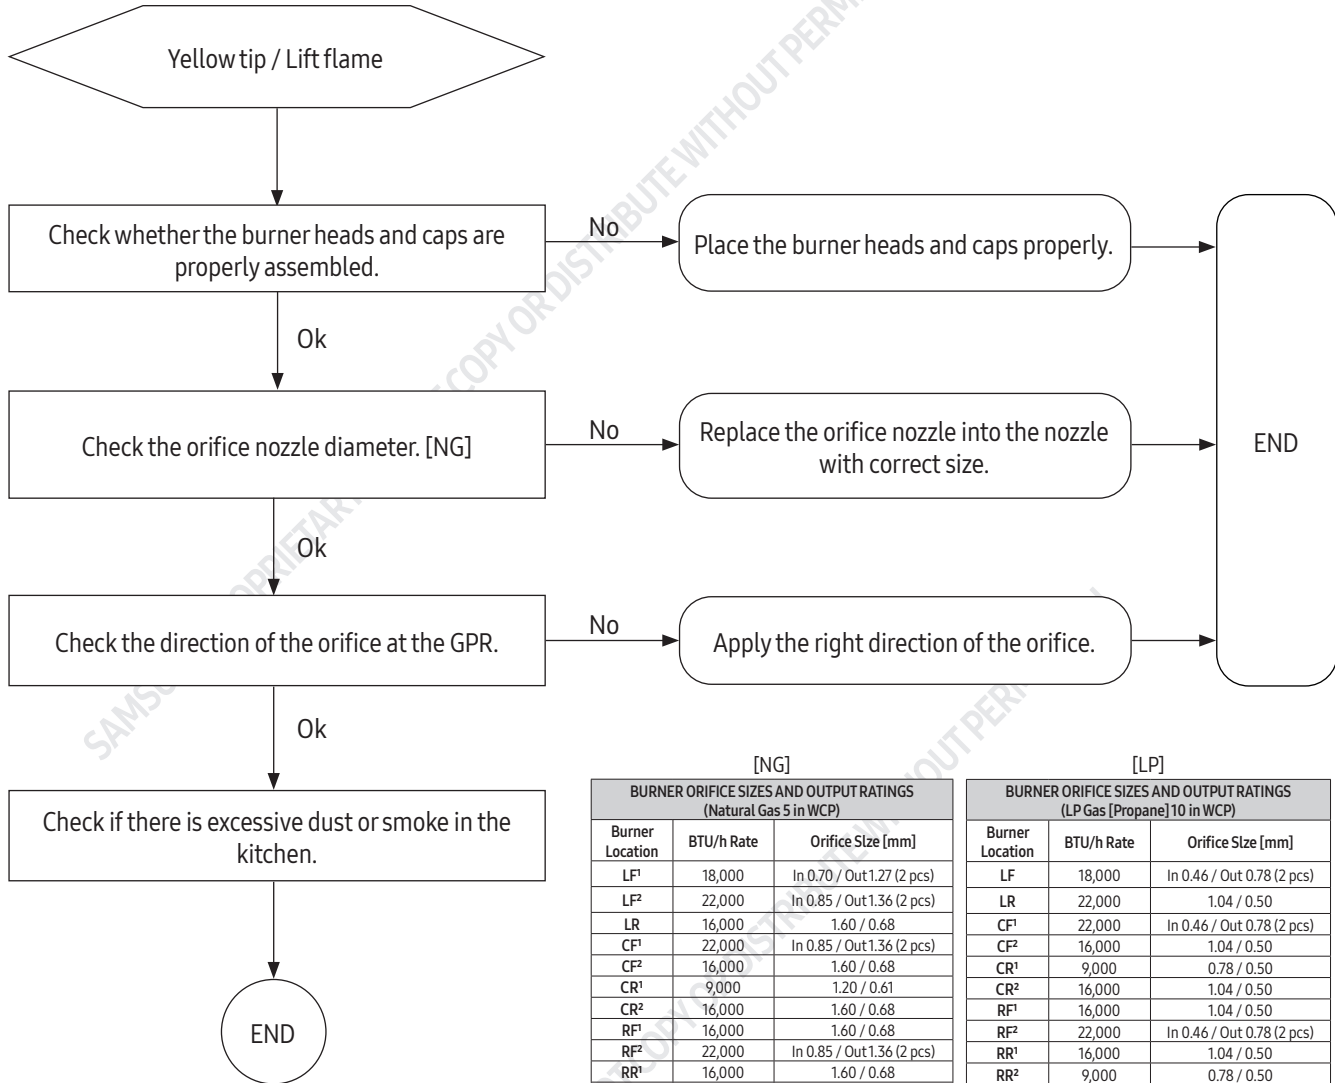 Yellow tip / Lift flame
Check whether the burner heads and caps are
properly assembled.
No
Place the burner heads and caps properly.
Ok
Check the orifice nozzle diameter. [NG]
No
Replace the orifice nozzle into the nozzle
with correct size.
END
Ok
Check the direction of the orifice at the GPR.
No
Apply the right direction of the orifice.
Ok
Check if there is excessive dust or smoke in the
kitchen.
END
[NG]
BURNER ORIFICE SIZES AND OUTPUT RATINGS
(Natural Gas 5 in WCP)
Burner Location BTU/h Rate Orifice SIze [mm]
LF¹ 18,000 In 0.70 / Out 1.27 (2 pcs)
LF² 22,000 In 0.85 / Out 1.36 (2 pcs)
LR 16,000 1.60 / 0.68
CF¹ 22,000 In 0.85 / Out 1.36 (2 pcs)
CF² 16,000 1.60 / 0.68
CR¹ 9,000 1.20 / 0.61
CR² 16,000 1.60 / 0.68
RF¹ 16,000 1.60 / 0.68
RF² 22,000 In 0.85 / Out 1.36 (2 pcs)
RR¹ 16,000 1.60 / 0.68
[LP]
BURNER ORIFICE SIZES AND OUTPUT RATINGS
(LP Gas [Propane] 10 in WCP)
Burner Location BTU/h Rate Orifice SIze [mm]
LF 18,000 In 0.46 / Out 0.78 (2 pcs)
LR 22,000 1.04 / 0.50
CF¹ 22,000 In 0.46 / Out 0.78 (2 pcs)
CF² 16,000 1.04 / 0.50
CR¹ 9,000 0.78 / 0.50
CR² 16,000 1.04 / 0.50
RF¹ 16,000 1.04 / 0.50
RF² 22,000 In 0.46 / Out 0.78 (2 pcs)
RR¹ 16,000 1.04 / 0.50
RR² 9,000 0.78 / 0.50